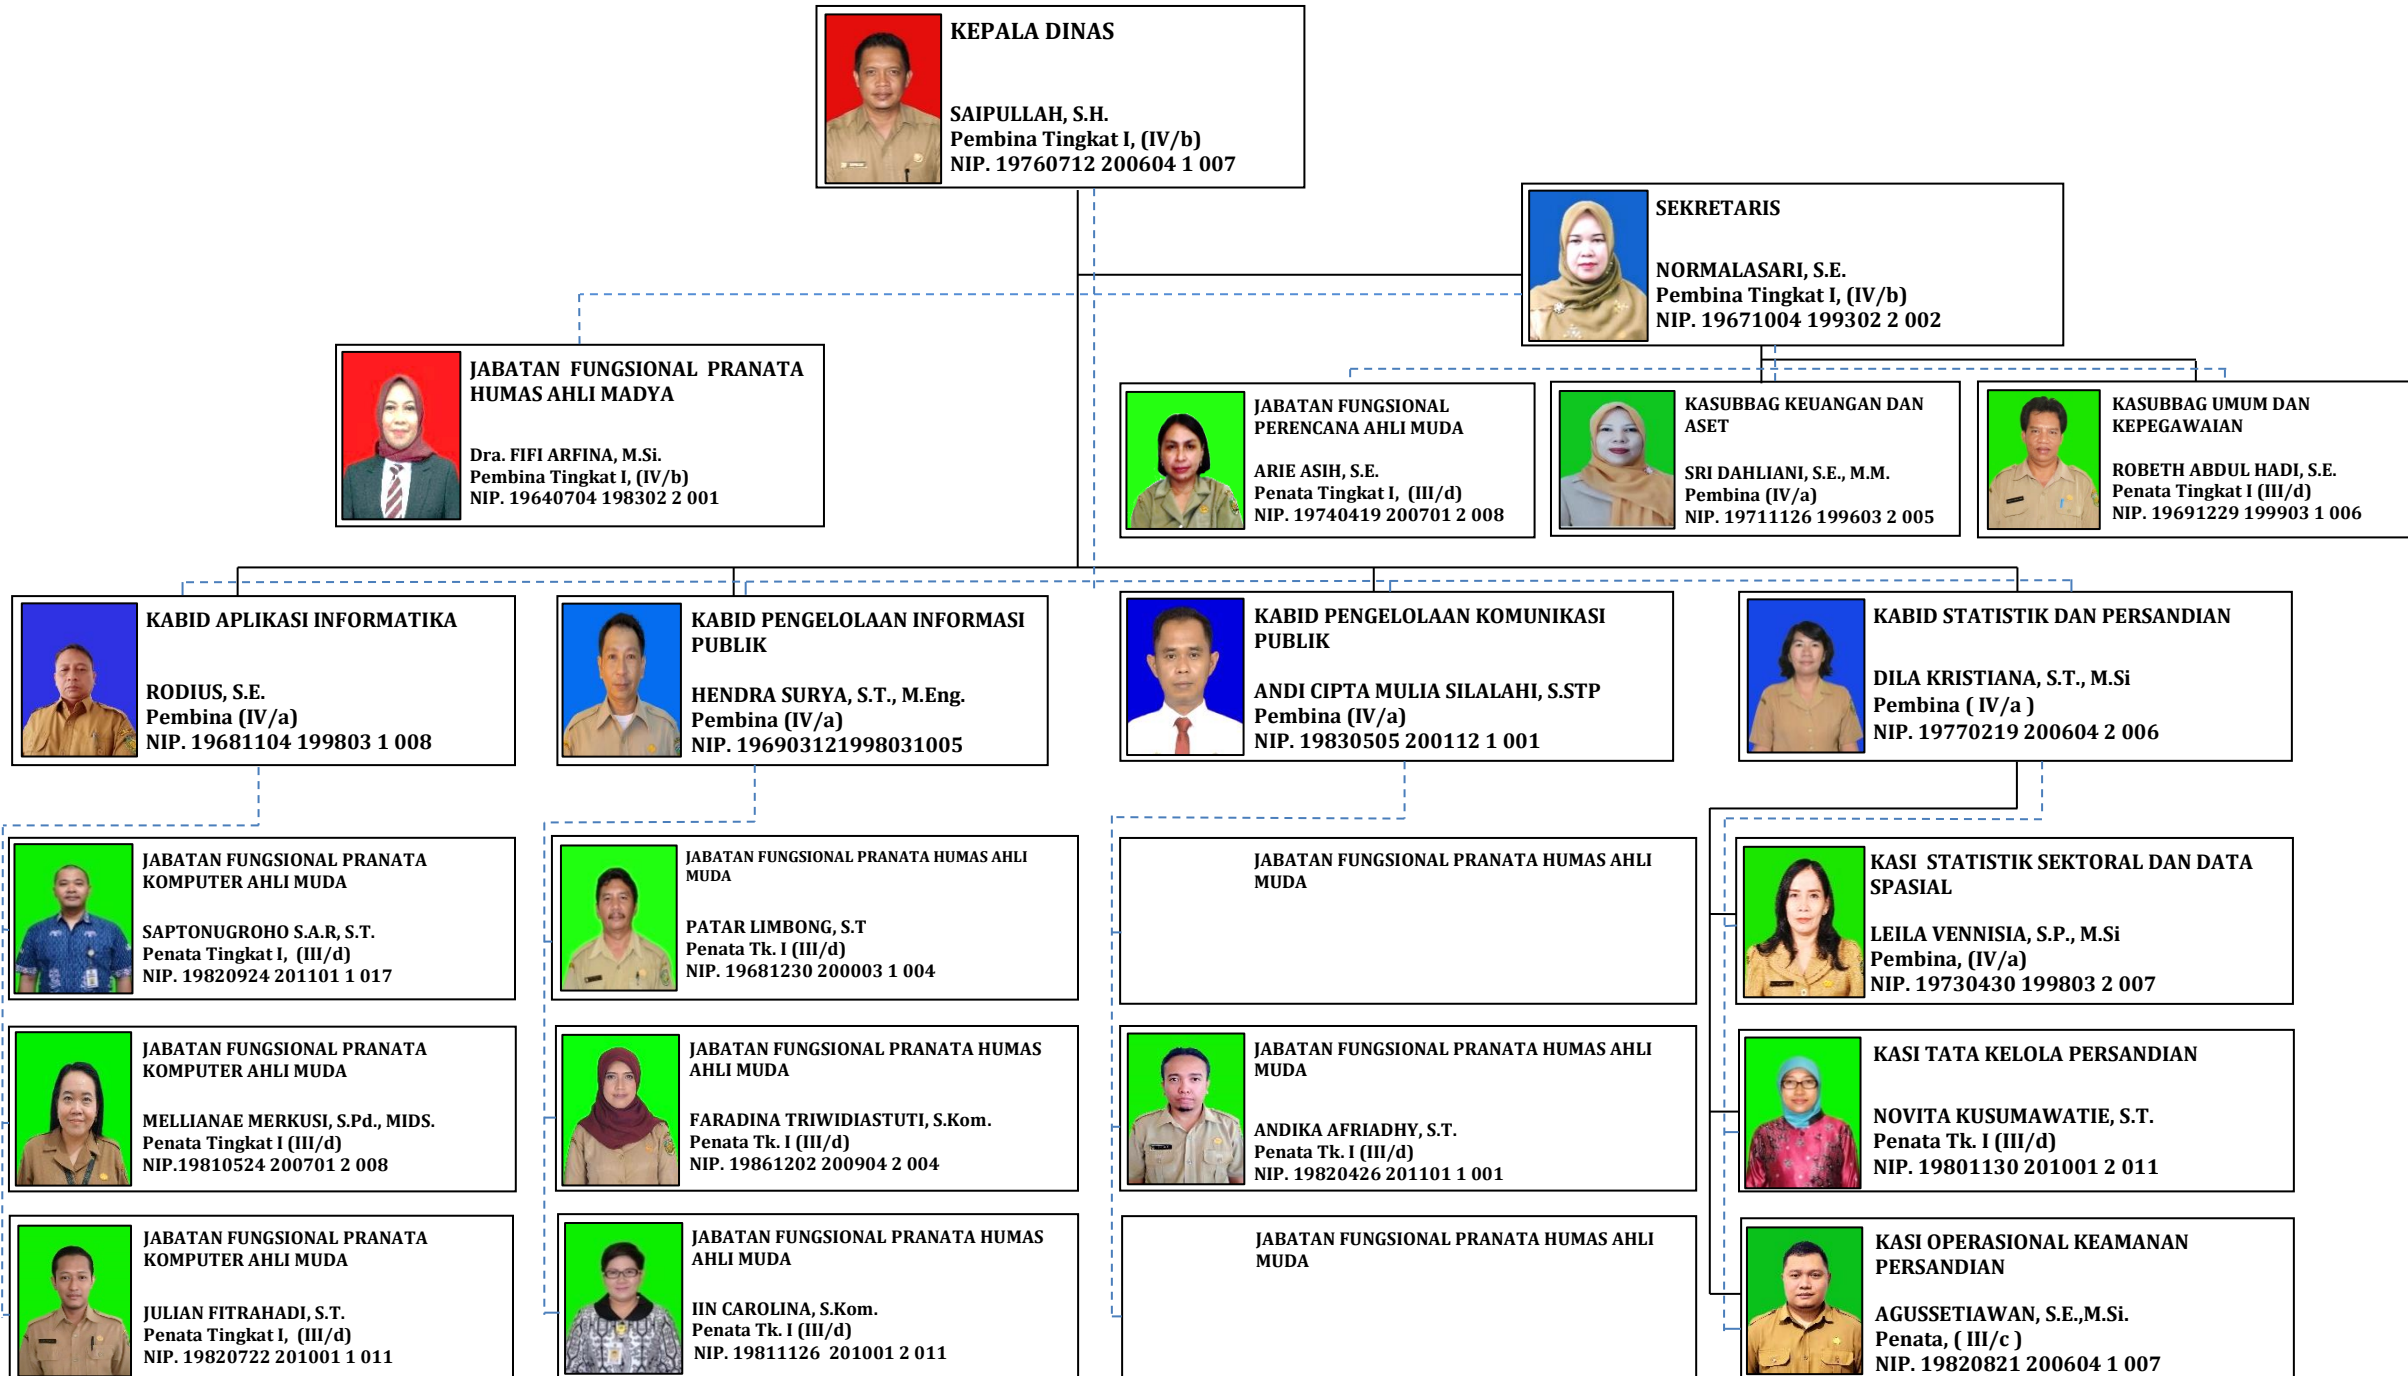 KEPALA DINAS
SAIPULLAH, S.H.
Pembina Tingkat I, (IV/b)
NIP. 19760712 200604 1 007
SEKRETARIS
NORMALASARI, S.E.
Pembina Tingkat I, (IV/b)
NIP. 19671004 199302 2 002
JABATAN FUNGSIONAL PRANATA
HUMAS AHLI MADYA
Dra. FIFI ARFINA, M.Si.
Pembina Tingkat I, (IV/b)
NIP. 19640704 198302 2 001
JABATAN FUNGSIONAL
PERENCANA AHLI MUDA
ARIE ASIH, S.E.
Penata Tingkat I, (III/d)
NIP. 19740419 200701 2 008
KASUBBAG KEUANGAN DAN
ASET
SRI DAHLIANI, S.E., M.M.
Pembina (IV/a)
NIP. 19711126 199603 2 005
KASUBBAG UMUM DAN
KEPEGAWAIAN
ROBETH ABDUL HADI, S.E.
Penata Tingkat I (III/d)
NIP. 19691229 199903 1 006
KABID APLIKASI INFORMATIKA
RODIUS, S.E.
Pembina (IV/a)
NIP. 19681104 199803 1 008
KABID PENGELOLAAN INFORMASI
PUBLIK
HENDRA SURYA, S.T., M.Eng.
Pembina (IV/a)
NIP. 196903121998031005
KABID PENGELOLAAN KOMUNIKASI
PUBLIK
ANDI CIPTA MULIA SILALAHI, S.STP
Pembina (IV/a)
NIP. 19830505 200112 1 001
KABID STATISTIK DAN PERSANDIAN
DILA KRISTIANA, S.T., M.Si
Pembina ( IV/a )
NIP. 19770219 200604 2 006
JABATAN FUNGSIONAL PRANATA
KOMPUTER AHLI MUDA
SAPTONUGROHO S.A.R, S.T.
Penata Tingkat I, (III/d)
NIP. 19820924 201101 1 017
JABATAN FUNGSIONAL PRANATA HUMAS AHLI
MUDA
PATAR LIMBONG, S.T
Penata Tk. I (III/d)
NIP. 19681230 200003 1 004
JABATAN FUNGSIONAL PRANATA HUMAS AHLI
MUDA
KASI STATISTIK SEKTORAL DAN DATA
SPASIAL
LEILA VENNISIA, S.P., M.Si
Pembina, (IV/a)
NIP. 19730430 199803 2 007
JABATAN FUNGSIONAL PRANATA
KOMPUTER AHLI MUDA
MELLIANAE MERKUSI, S.Pd., MIDS.
Penata Tingkat I (III/d)
NIP.19810524 200701 2 008
JABATAN FUNGSIONAL PRANATA HUMAS
AHLI MUDA
FARADINA TRIWIDIASTUTI, S.Kom.
Penata Tk. I (III/d)
NIP. 19861202 200904 2 004
JABATAN FUNGSIONAL PRANATA HUMAS AHLI
MUDA
ANDIKA AFRIADHY, S.T.
Penata Tk. I (III/d)
NIP. 19820426 201101 1 001
KASI TATA KELOLA PERSANDIAN
NOVITA KUSUMAWATIE, S.T.
Penata Tk. I (III/d)
NIP. 19801130 201001 2 011
JABATAN FUNGSIONAL PRANATA
KOMPUTER AHLI MUDA
JULIAN FITRAHADI, S.T.
Penata Tingkat I, (III/d)
NIP. 19820722 201001 1 011
JABATAN FUNGSIONAL PRANATA HUMAS
AHLI MUDA
IIN CAROLINA, S.Kom.
Penata Tk. I (III/d)
NIP. 19811126 201001 2 011
JABATAN FUNGSIONAL PRANATA HUMAS AHLI
MUDA
KASI OPERASIONAL KEAMANAN
PERSANDIAN
AGUSSETIAWAN, S.E.,M.Si.
Penata, ( III/c )
NIP. 19820821 200604 1 007